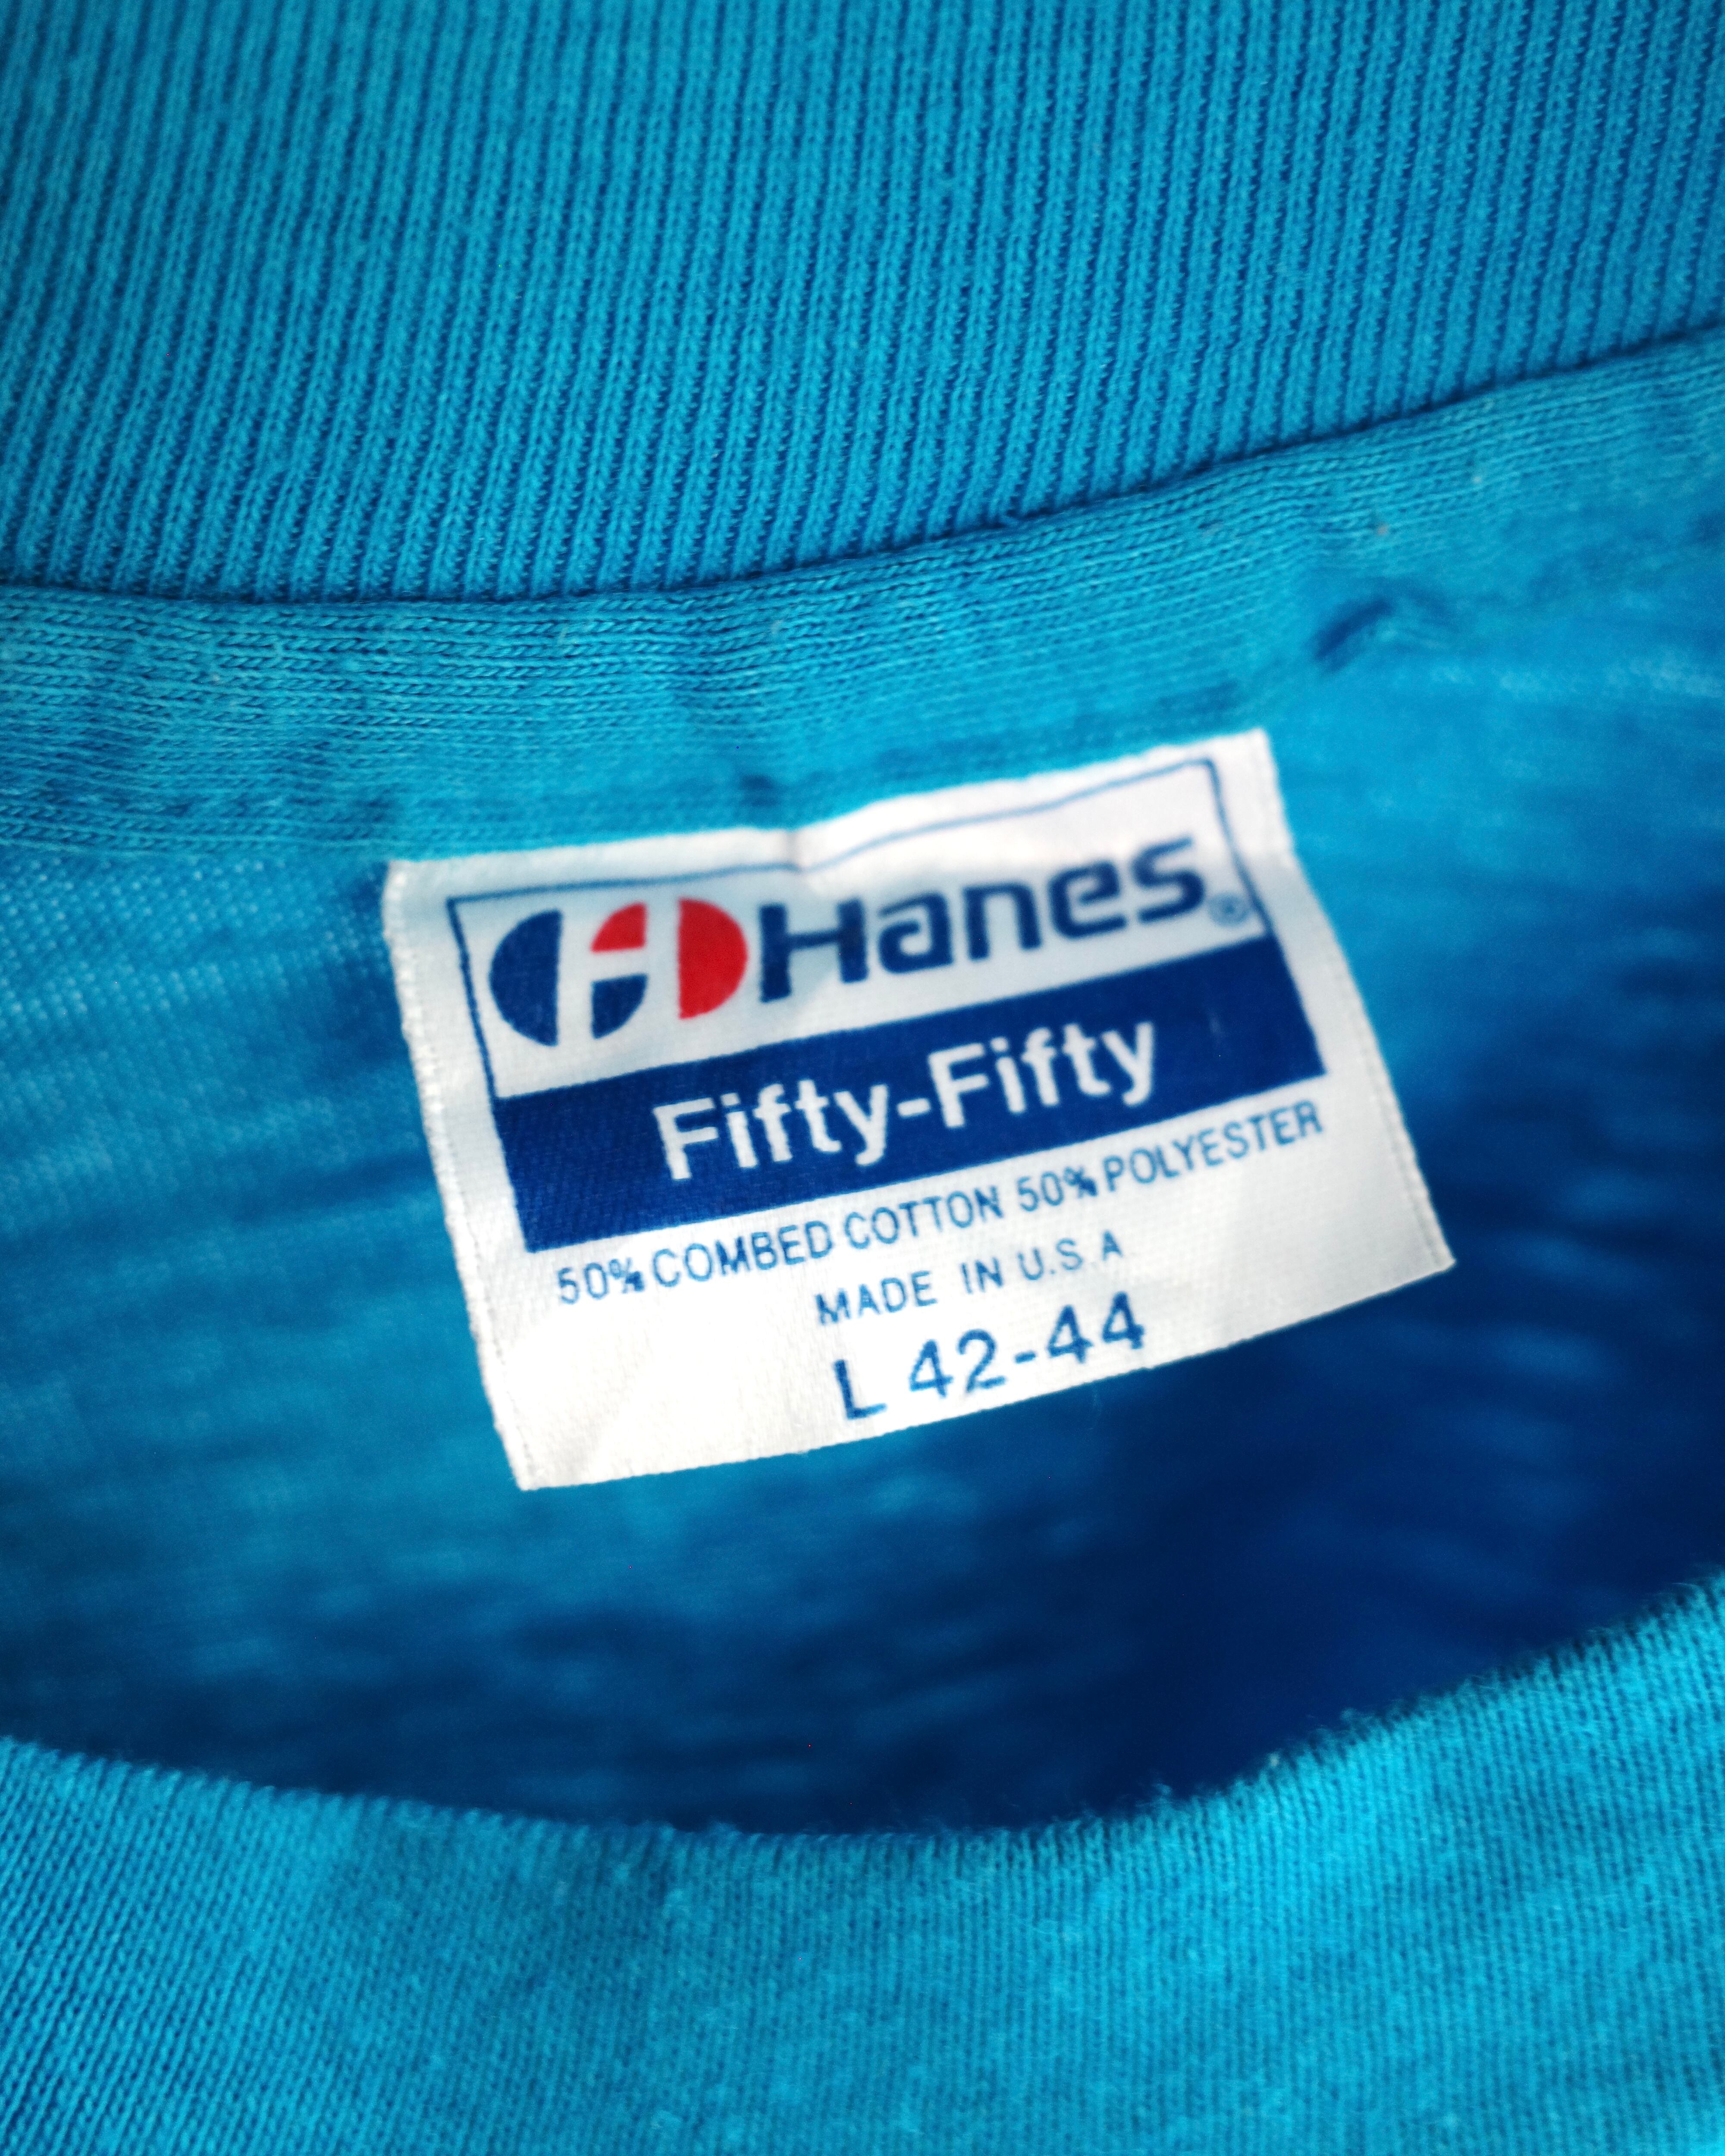 Hanes®
Fifty-Fifty
50% COMBED COTTON 50% POLYESTER
MADE IN U.S.A
L 42-44